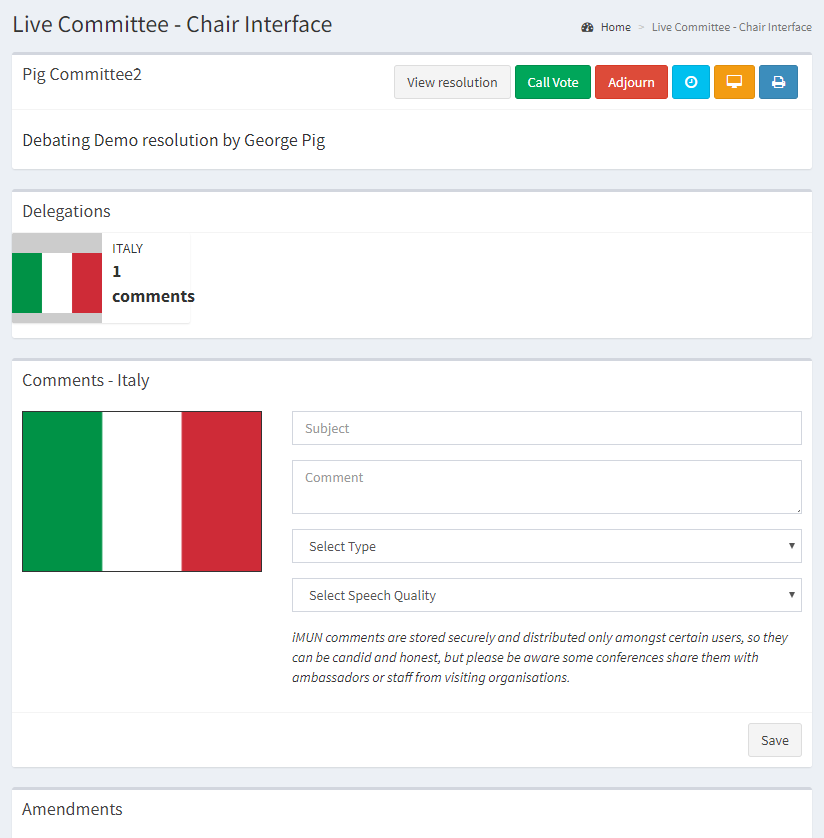 Live Committee - Chair Interface
Home > Live Committee - Chair Interface
Pig Committee2
View resolution
Call Vote
Adjourn
Debating Demo resolution by George Pig
Delegations
ITALY
1
comments
Comments - Italy
Subject
Comment
Select Type
Select Speech Quality
iMUN comments are stored securely and distributed only amongst certain users, so they
can be candid and honest, but please be aware some conferences share them with
ambassadors or staff from visiting organisations.
Save
Amendments